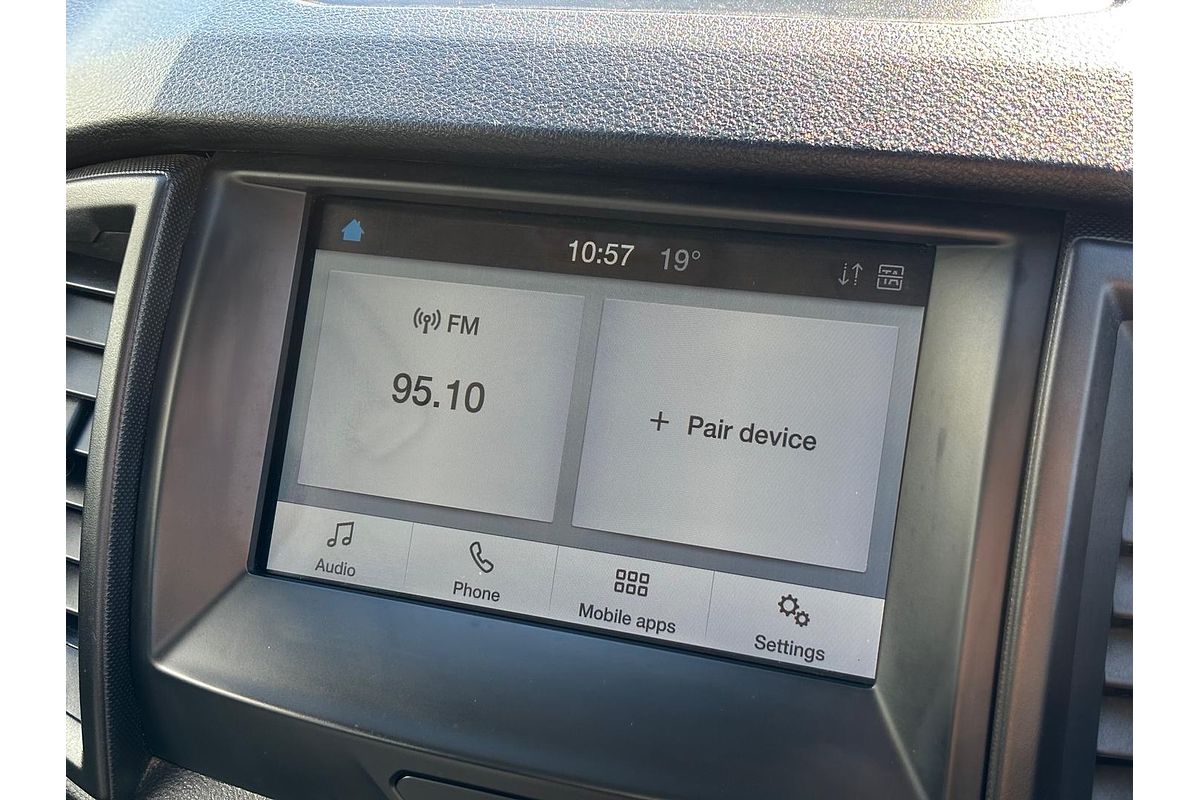 10:57 19°
FM
95.10
+ Pair device
Audio
Phone
Mobile apps
Settings